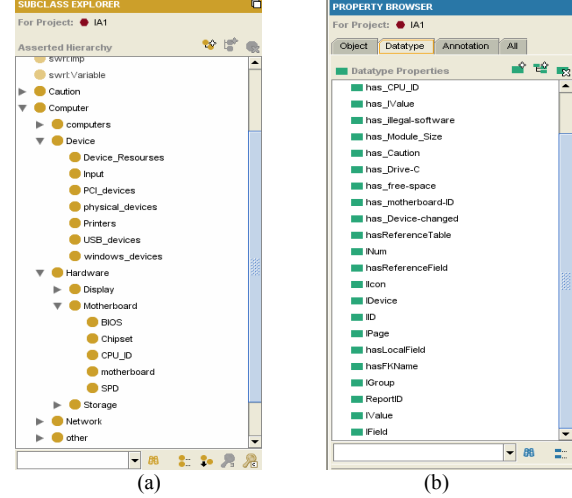 SUBCLASS EXPLORER
For Project: IA1
Asserted Hierarchy
swrl:Imp
swrl:Variable
Caution
Computer
computers
Device
Device_Resourses
Input
PCI_devices
physical_devices
Printers
USB_devices
windows_devices
Hardware
Display
Motherboard
BIOS
Chipset
CPU_ID
motherboard
SPD
Storage
Network
other
(a)
PROPERTY BROWSER
For Project: IA1
Object Datatype Annotation All
Datatype Properties
has_CPU_ID
has_IValue
has_illegal-software
has_Module_Size
has_Caution
has_Drive-C
has_free-space
has_motherboard-ID
has_Device-changed
hasReferenceTable
INum
hasReferenceField
IIcon
IDevice
IID
IPage
hasLocalField
hasFKName
IGroup
ReportID
IValue
IField
(b)